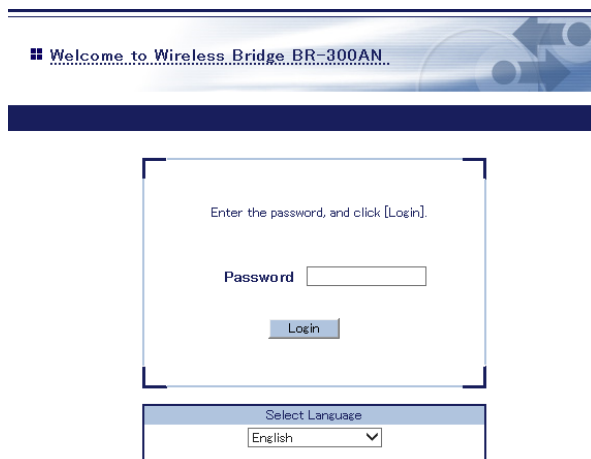 Welcome to Wireless Bridge BR-300AN
Enter the password, and click [Login].
Password
Login
Select Language
English